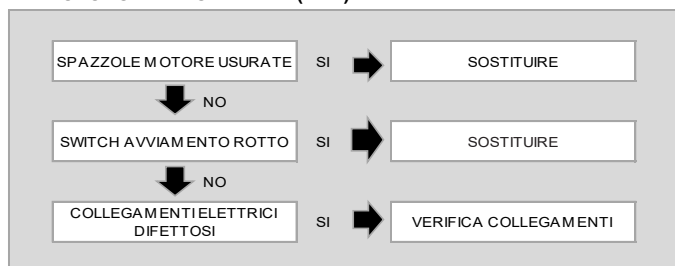 SPAZZOLE MOTORE USURATE SI SOSTITUIRE
NO
SWITCH AVVIAMENTO ROTTO SI SOSTITUIRE
NO
COLLEGAMENTI ELETTRICI
DIFETTOSI SI VERIFICA COLLEGAMENTI